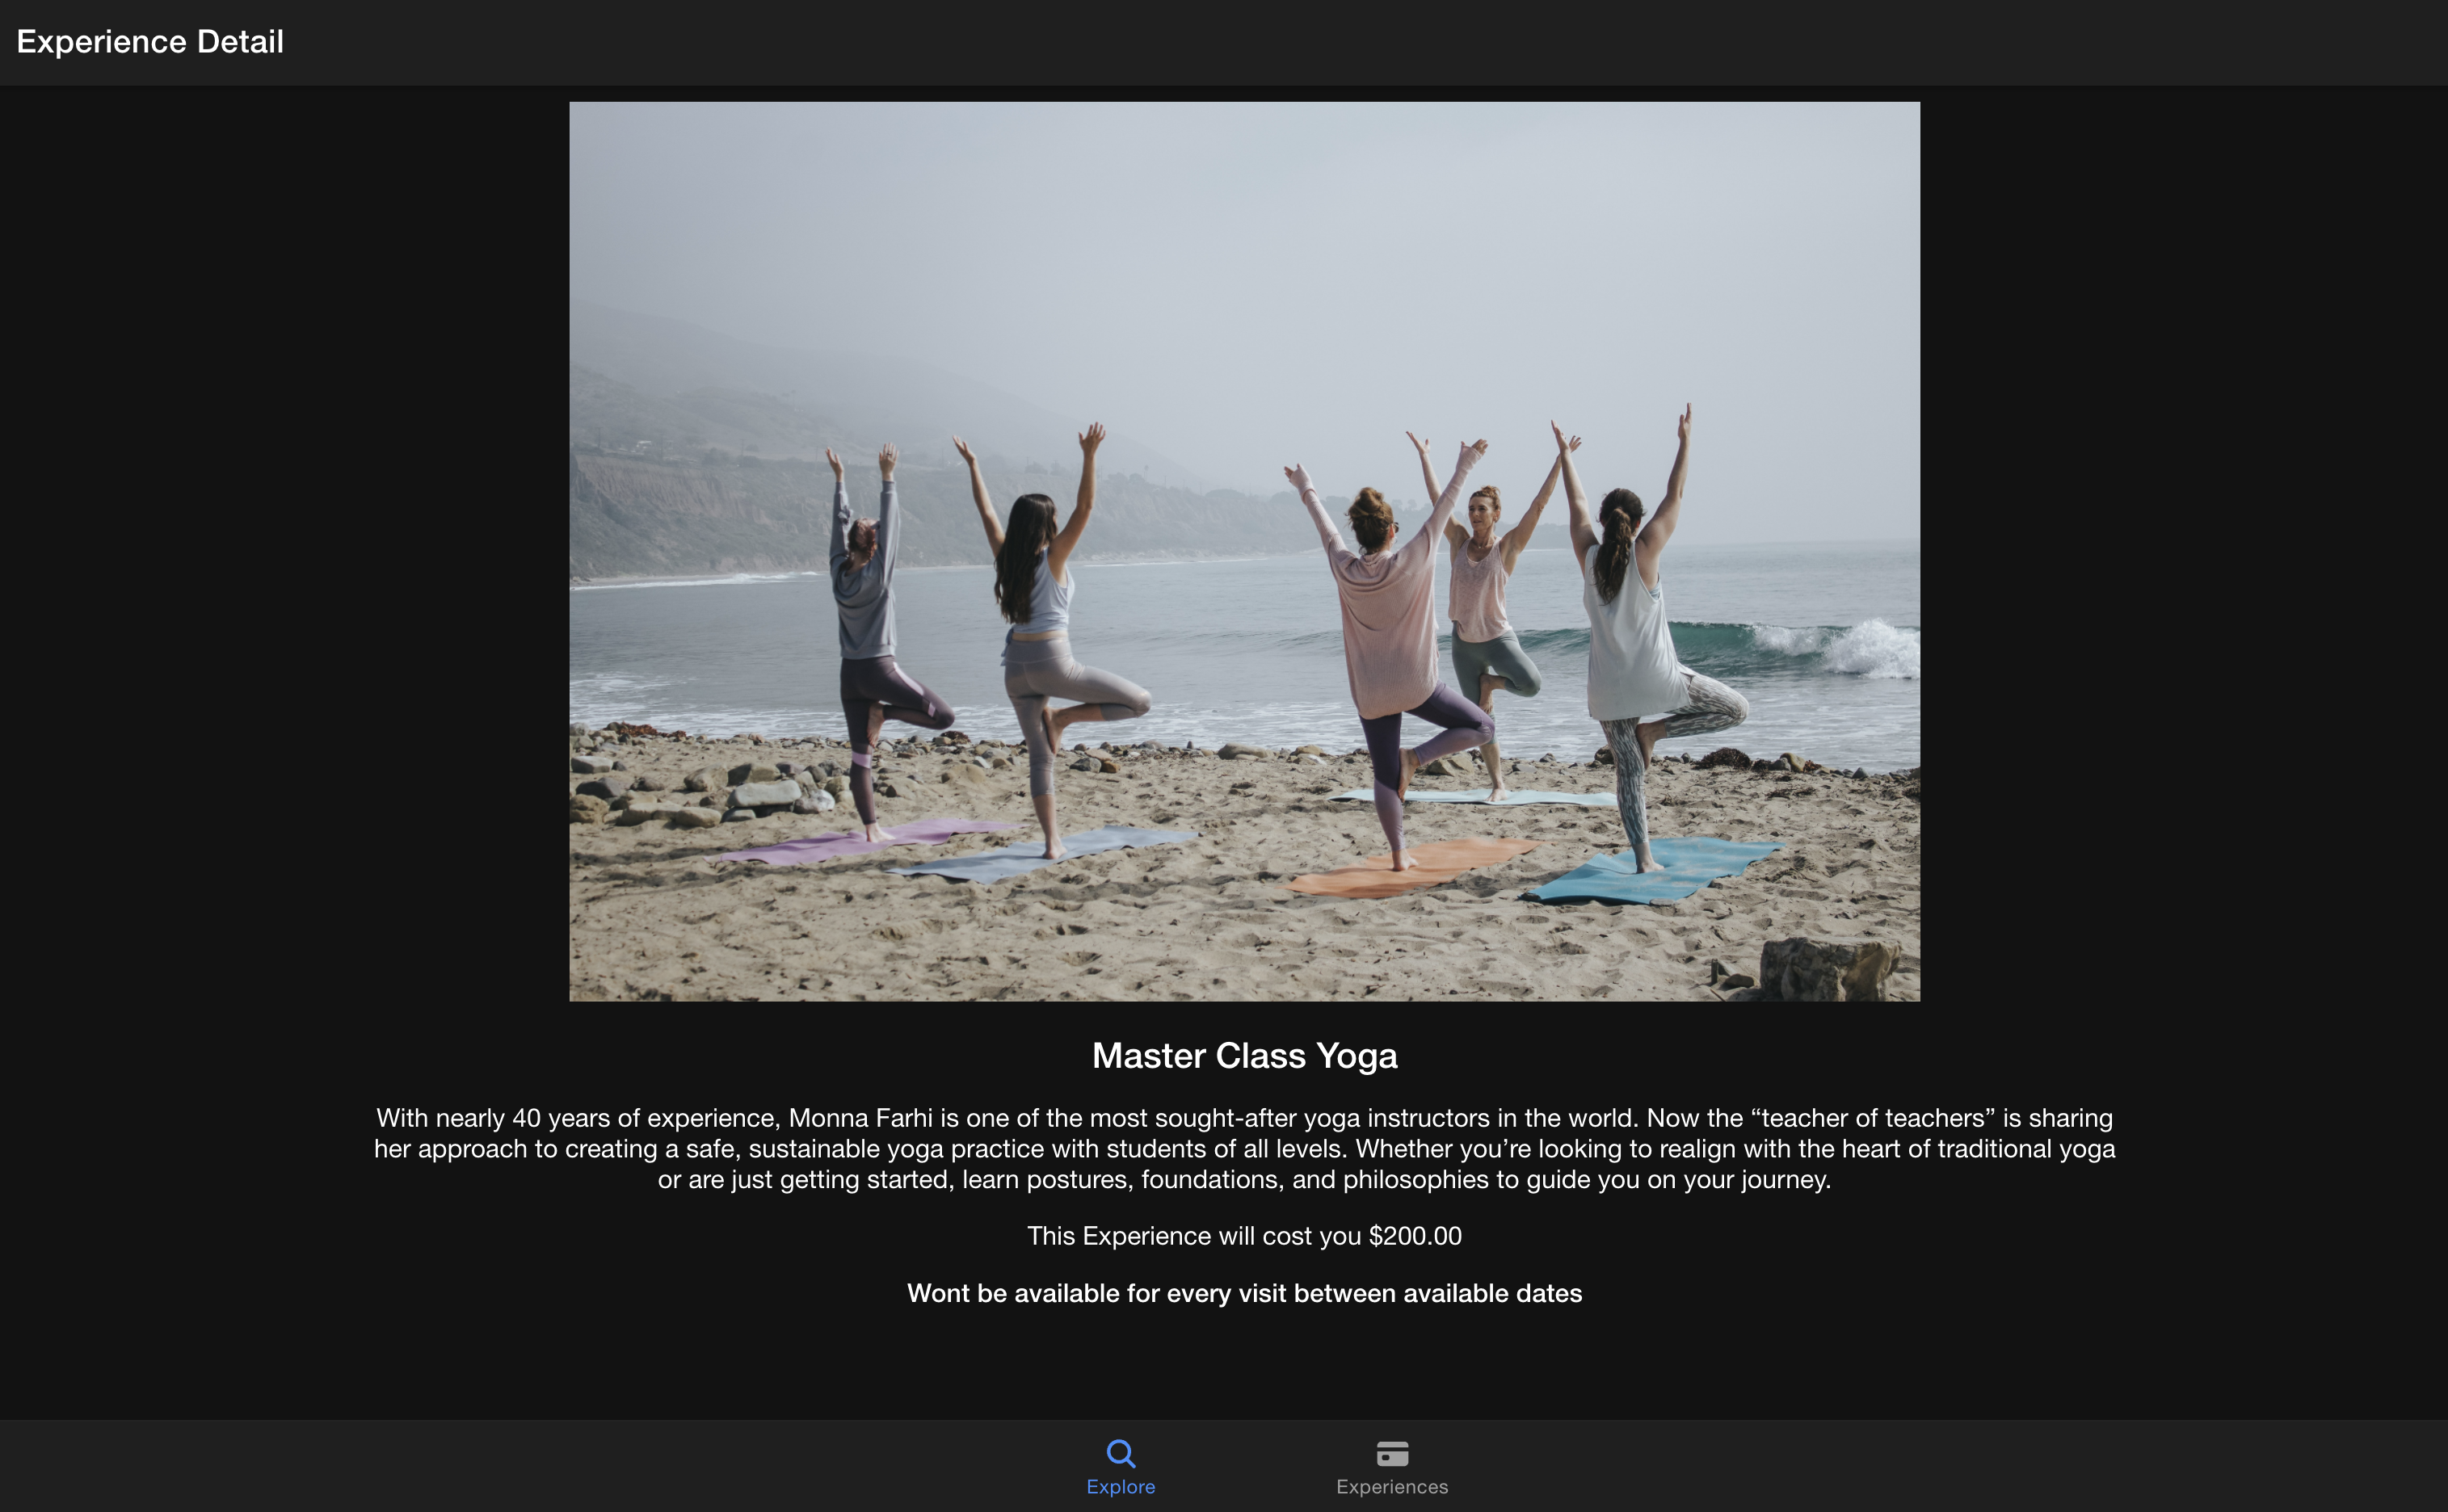 Experience Detail
Master Class Yoga
With nearly 40 years of experience, Monna Farhi is one of the most sought-after yoga instructors in the world. Now the “teacher of teachers” is sharing
her approach to creating a safe, sustainable yoga practice with students of all levels. Whether you’re looking to realign with the heart of traditional yoga
or are just getting started, learn postures, foundations, and philosophies to guide you on your journey.
This Experience will cost you $200.00
Wont be available for every visit between available dates
Explore
Experiences